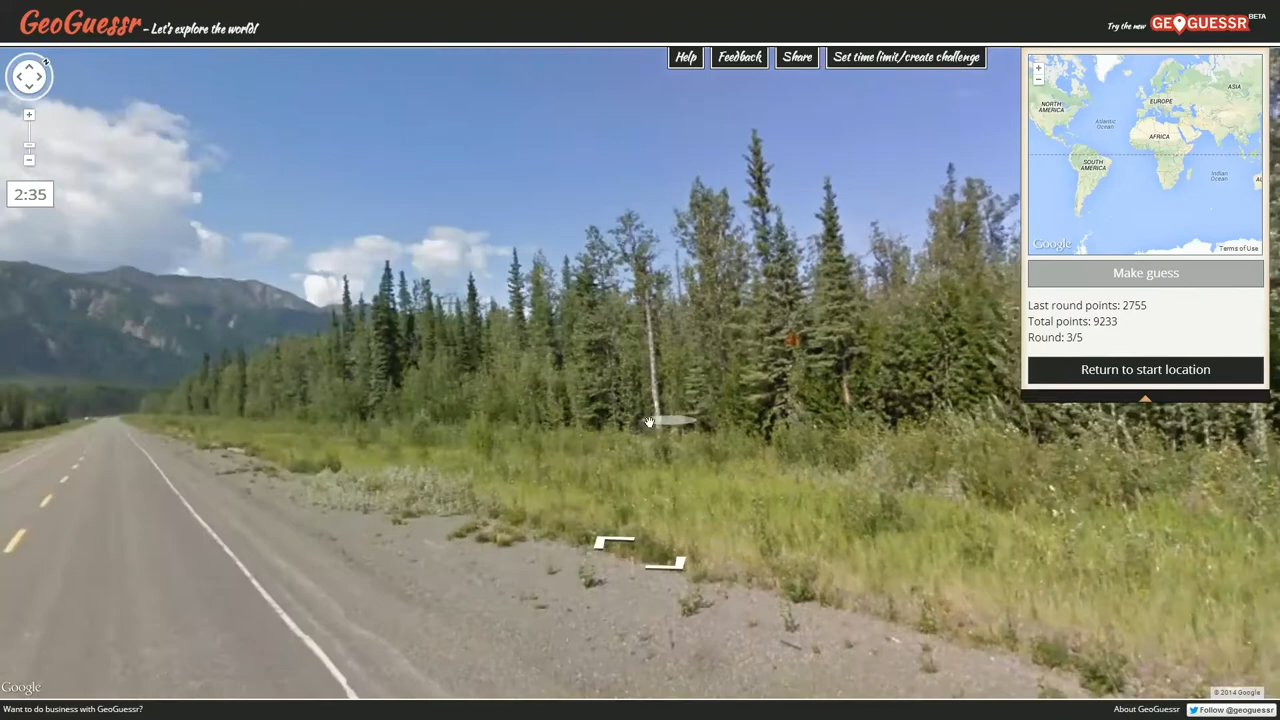 GeoGuessr – Let's explore the world!
Try the new GEOGUESSR BETA
Help
Feedback
Share
Set time limit/create challenge
N
+
−
2:35
+
−
NORTH AMERICA
EUROPE
ASIA
Atlantic Ocean
AFRICA
SOUTH AMERICA
Indian Ocean
Google
Terms of Use
Make guess
Last round points: 2755
Total points: 9233
Round: 3/5
Return to start location
Google
© 2014 Google
Want to do business with GeoGuessr?
About GeoGuessr
Follow @geoguessr